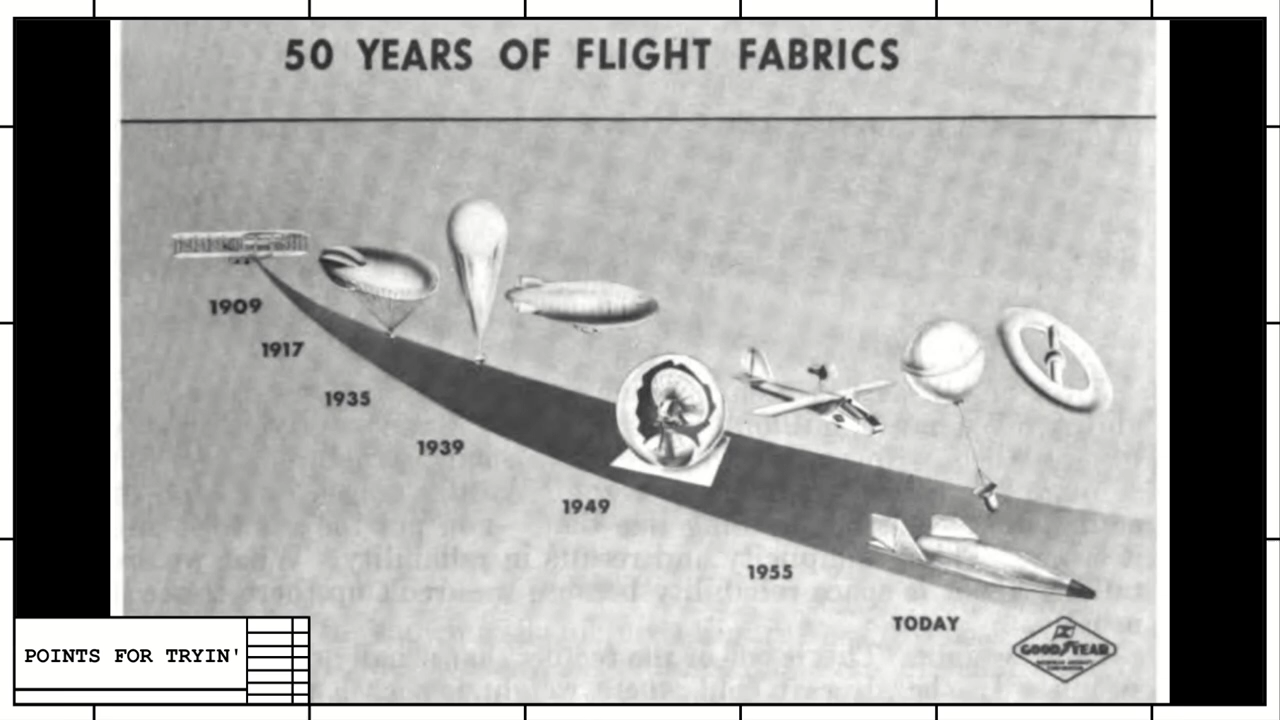 50 YEARS OF FLIGHT FABRICS
1909
1917
1935
1939
1949
1955
TODAY
GOODYEAR
POINTS FOR TRYIN'